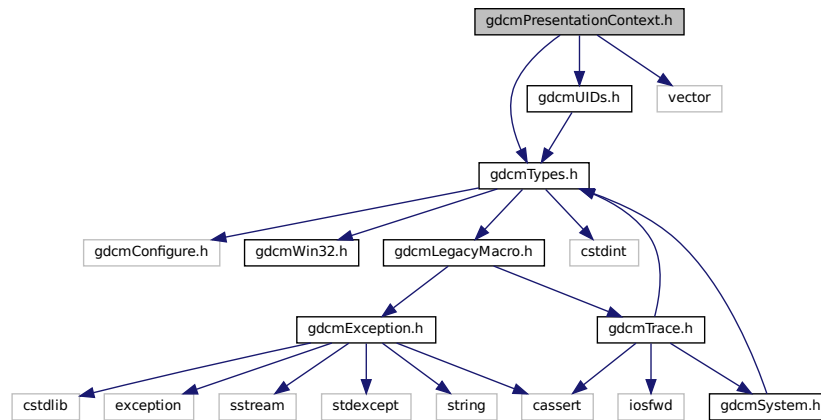 gdcmPresentationContext.h
gdcmUIDs.h
vector
gdcmTypes.h
gdcmConfigure.h
gdcmWin32.h
gdcmLegacyMacro.h
cstdint
gdcmException.h
gdcmTrace.h
cstdlib
exception
sstream
stdexcept
string
cassert
iosfwd
gdcmSystem.h